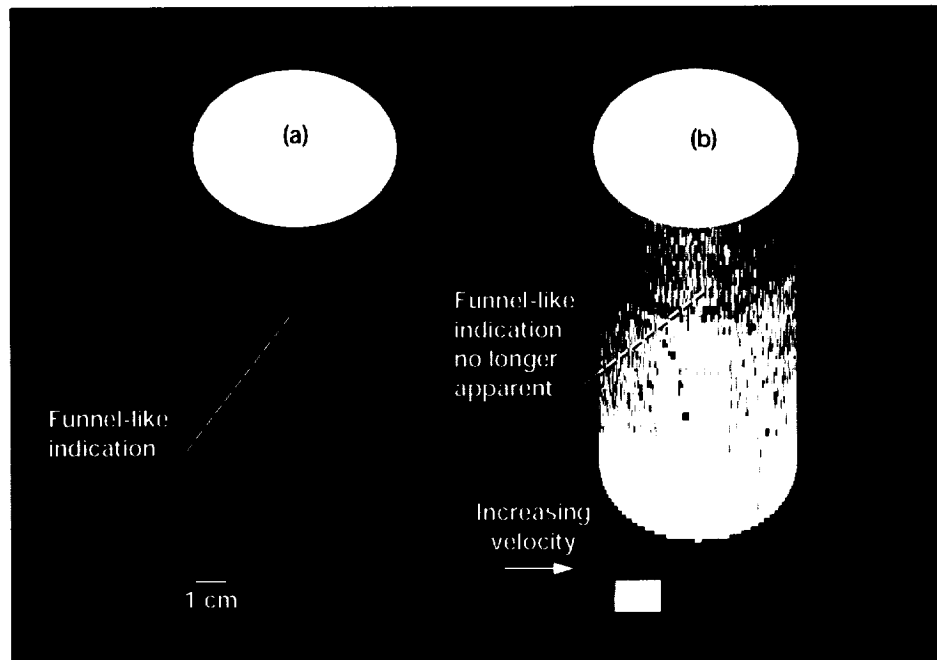 (a)
(b)
Funnel-like
indication
no longer
apparent
Funnel-like
indication
Increasing
velocity
1 cm